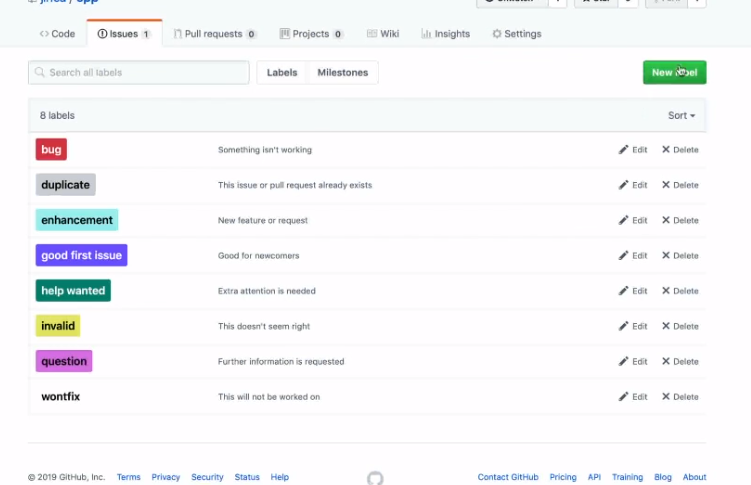 Code Issues 1 Pull requests 0 Projects 0 Wiki Insights Settings
Search all labels Labels Milestones New
8 labels Sort
bug Something isn't working Edit Delete
duplicate This issue or pull request already exists Edit Delete
enhancement New feature or request Edit Delete
good first issue Good for newcomers Edit Delete
help wanted Extra attention is needed Edit Delete
invalid This doesn't seem right Edit Delete
question Further information is requested Edit Delete
wontfix This will not be worked on Edit Delete
© 2019 GitHub, Inc. Terms Privacy Security Status Help Contact GitHub Pricing API Training Blog About